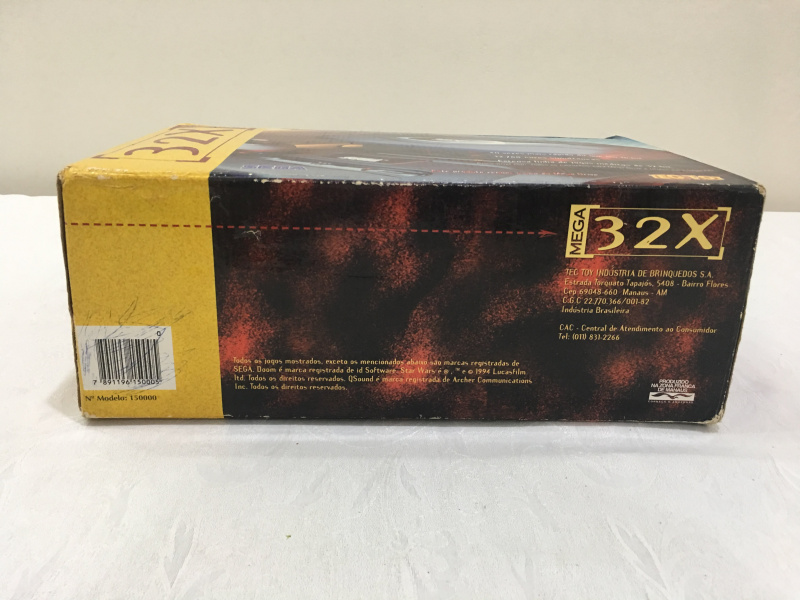 32X
MEGA
32X
TEC TOY INDÚSTRIA DE BRINQUEDOS S.A.
Estrada Torquato Tapajós, 5408 - Bairro Flores
Cep 69048-660 Manaus - AM
C.G.C 22.770.366/001-82
Indústria Brasileira
CAC - Central de Atendimento ao Consumidor
Tel: (011) 831-2266
Todos os jogos mostrados, exceto os mencionados abaixo são marcas registradas de
SEGA. Doom é marca registrada de id Software. Star Wars é ®, ™ e © 1994 Lucasfilm
ltd. Todos os direitos reservados. QSound é marca registrada de Archer Communications
Inc. Todos os direitos reservados.
7 891196 150005
Nº Modelo: 150000
PRODUZIDO
NA ZONA FRANCA
DE MANAUS